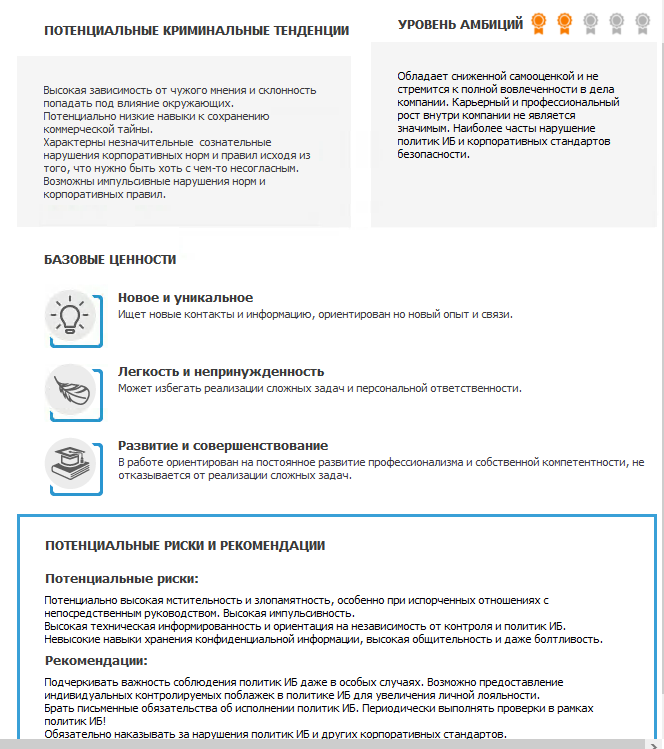 ПОТЕНЦИАЛЬНЫЕ КРИМИНАЛЬНЫЕ ТЕНДЕНЦИИ
Высокая зависимость от чужого мнения и склонность
попадать под влияние окружающих.
Потенциально низкие навыки к сохранению
коммерческой тайны.
Характерны незначительные сознательные
нарушения корпоративных норм и правил исходя из
того, что нужно быть хоть с чем-то несогласным.
Возможны импульсивные нарушения норм и
корпоративных правил.
УРОВЕНЬ АМБИЦИЙ
Обладает сниженной самооценкой и не
стремится к полной вовлеченности в дела
компании. Карьерный и профессиональный
рост внутри компании не является
значимым. Наиболее часты нарушение
политик ИБ и корпоративных стандартов
безопасности.
БАЗОВЫЕ ЦЕННОСТИ
Новое и уникальное
Ищет новые контакты и информацию, ориентирован но новый опыт и связи.
Легкость и непринужденность
Может избегать реализации сложных задач и персональной ответственности.
Развитие и совершенствование
В работе ориентирован на постоянное развитие профессионализма и собственной компетентности, не
отказывается от реализации сложных задач.
ПОТЕНЦИАЛЬНЫЕ РИСКИ И РЕКОМЕНДАЦИИ
Потенциальные риски:
Потенциально высокая мстительность и злопамятность, особенно при испорченных отношениях с
непосредственным руководством. Высокая импульсивность.
Высокая техническая информированность и ориентация на независимость от контроля и политик ИБ.
Невысокие навыки хранения конфиденциальной информации, высокая общительность и даже болтливость.
Рекомендации:
Подчеркивать важность соблюдения политик ИБ даже в особых случаях. Возможно предоставление
индивидуальных контролируемых поблажек в политике ИБ для увеличения личной лояльности.
Брать письменные обязательства об исполнении политик ИБ. Периодически выполнять проверки в рамках
политик ИБ!
Обязательно наказывать за нарушения политик ИБ и других корпоративных стандартов.